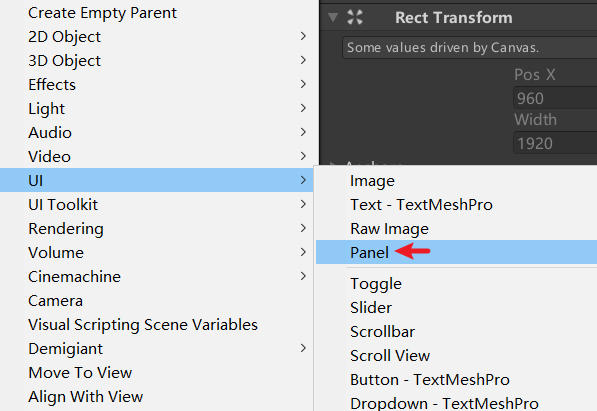 Create Empty Parent
2D Object
3D Object
Effects
Light
Audio
Video
UI
UI Toolkit
Rendering
Volume
Cinemachine
Camera
Visual Scripting Scene Variables
Demigiant
Move To View
Align With View
Rect Transform
Some values driven by Canvas.
Pos X
960
Width
1920
Anchors
Image
Text - TextMeshPro
Raw Image
Panel
Toggle
Slider
Scrollbar
Scroll View
Button - TextMeshPro
Dropdown - TextMeshPro